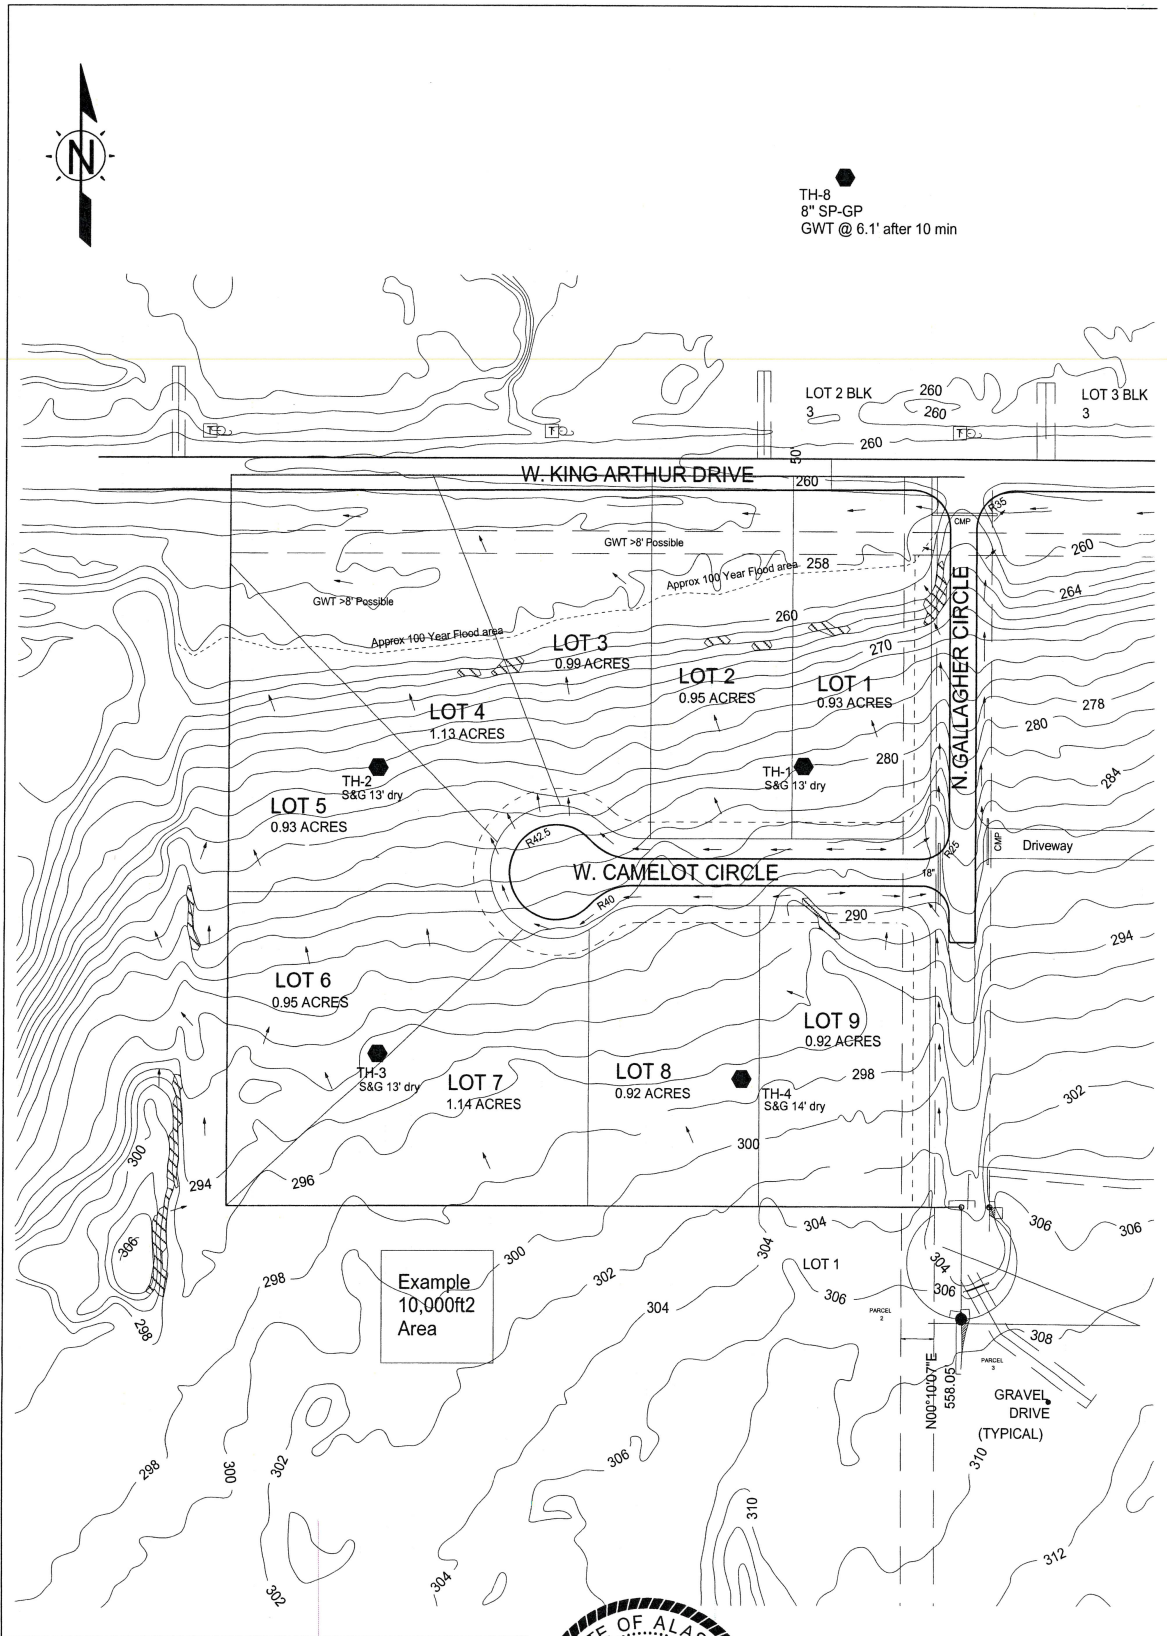 N
TH-8
8" SP-GP
GWT @ 6.1' after 10 min
LOT 2 BLK
3
260
260
LOT 3 BLK
3
T
T
T
260
50'
W. KING ARTHUR DRIVE
260
R35
CMP
GWT >8' Possible
260
258
Approx 100 Year Flood area
264
GWT >8' Possible
260
Approx 100 Year Flood area
LOT 3
0.99 ACRES
270
LOT 2
0.95 ACRES
LOT 1
0.93 ACRES
N. GALLAGHER CIRCLE
278
LOT 4
1.13 ACRES
280
280
TH-2
S&G 13' dry
TH-1
S&G 13' dry
284
LOT 5
0.93 ACRES
R42.5
R25
CMP
Driveway
W. CAMELOT CIRCLE
18"
R40
290
294
LOT 6
0.95 ACRES
LOT 9
0.92 ACRES
TH-3
S&G 13' dry
LOT 7
1.14 ACRES
LOT 8
0.92 ACRES
298
TH-4
S&G 14' dry
302
300
300
294
296
306
304
304
306
306
300
298
302
LOT 1
304
306
306
Example
10,000ft2
Area
304
298
PARCEL
2
308
PARCEL
3
N00°10'07"E
558.05
GRAVEL
DRIVE
(TYPICAL)
306
310
298
300
302
310
312
304
302
OF ALAS